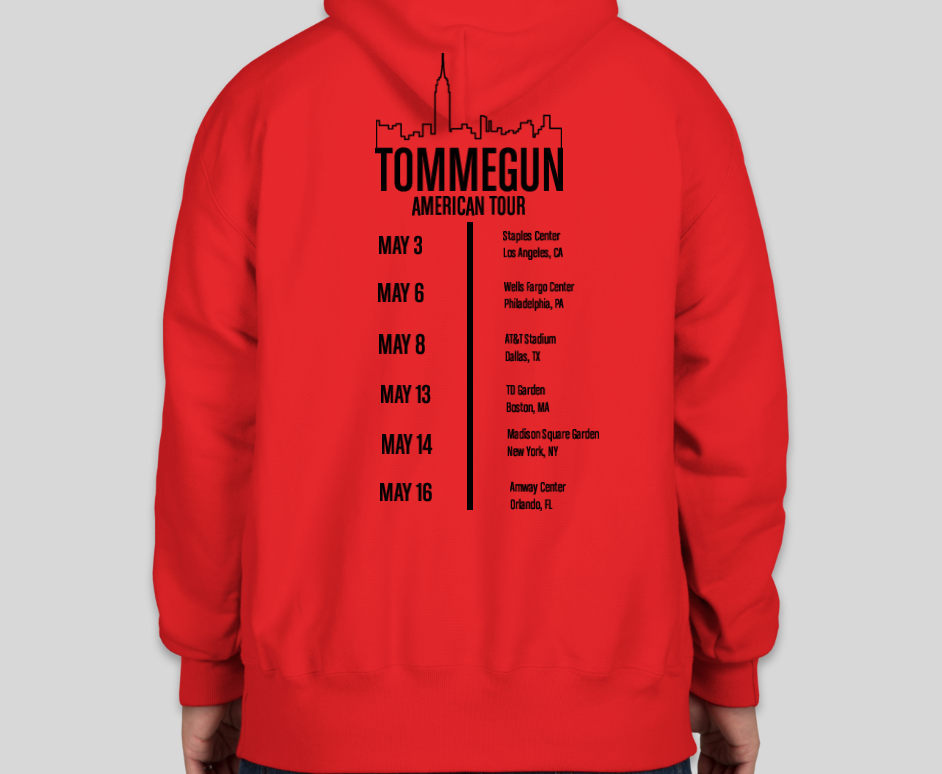 TOMMEGUN
AMERICAN TOUR
MAY 3
Staples Center
Los Angeles, CA
MAY 6
Wells Fargo Center
Philadelphia, PA
MAY 8
AT&T Stadium
Dallas, TX
MAY 13
TD Garden
Boston, MA
MAY 14
Madison Square Garden
New York, NY
MAY 16
Amway Center
Orlando, FL